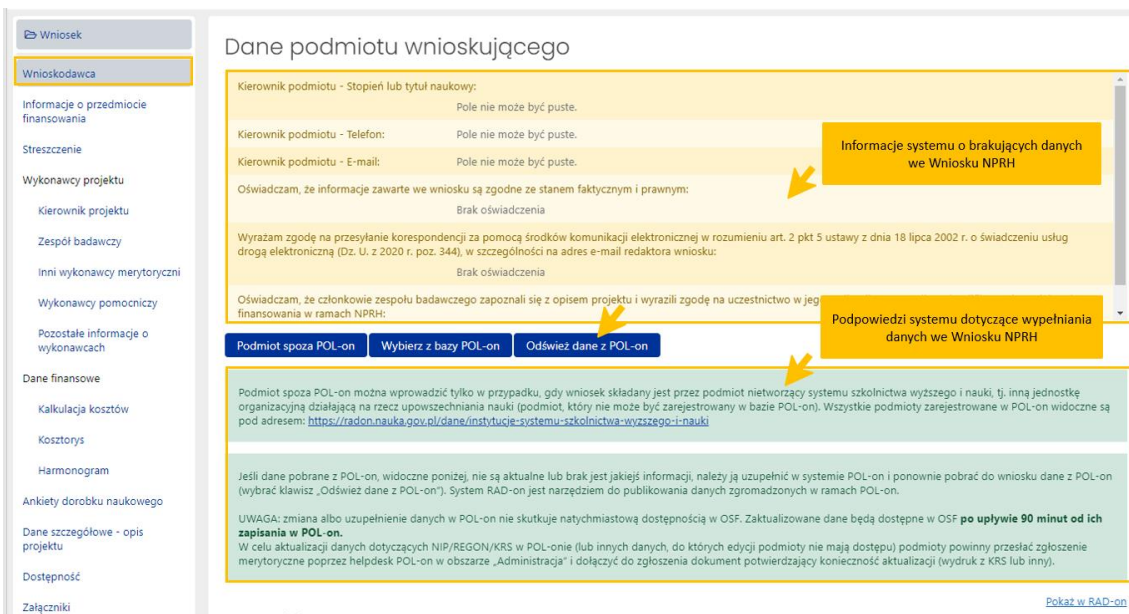 Wniosek
Wnioskodawca
Informacje o przedmiocie
finansowania
Streszczenie
Wykonawcy projektu
Kierownik projektu
Zespół badawczy
Inni wykonawcy merytoryczni
Wykonawcy pomocniczy
Pozostałe informacje o
wykonawcach
Dane finansowe
Kalkulacja kosztów
Kosztorys
Harmonogram
Ankiety dorobku naukowego
Dane szczegółowe - opis
projektu
Dostępność
Załączniki
Dane podmiotu wnioskującego
Kierownik podmiotu - Stopień lub tytuł naukowy:
Pole nie może być puste.
Kierownik podmiotu - Telefon: Pole nie może być puste.
Kierownik podmiotu - E-mail: Pole nie może być puste.
Oświadczam, że informacje zawarte we wniosku są zgodne ze stanem faktycznym i prawnym:
Brak oświadczenia
Wyrażam zgodę na przesyłanie korespondencji za pomocą środków komunikacji elektronicznej w rozumieniu art. 2 pkt 5 ustawy z dnia 18 lipca 2002 r. o świadczeniu usług
drogą elektroniczną (Dz. U. z 2020 r. poz. 344), w szczególności na adres e-mail redaktora wniosku:
Brak oświadczenia
Oświadczam, że członkowie zespołu badawczego zapoznali się z opisem projektu i wyrazili zgodę na uczestnictwo w jeg
finansowania w ramach NPRH:
Informacje systemu o brakujących danych
we Wniosku NPRH
Podpowiedzi systemu dotyczące wypełniania
danych we Wniosku NPRH
Podmiot spoza POL-on Wybierz z bazy POL-on Odśwież dane z POL-on
Podmiot spoza POL-on można wprowadzić tylko w przypadku, gdy wniosek składany jest przez podmiot nietworzący systemu szkolnictwa wyższego i nauki, tj. inną jednostkę
organizacyjną działającą na rzecz upowszechniania nauki (podmiot, który nie może być zarejestrowany w bazie POL-on). Wszystkie podmioty zarejestrowane w POL-on widoczne są
pod adresem: https://radon.nauka.gov.pl/dane/instytucje-systemu-szkolnictwa-wyzszego-i-nauki
Jeśli dane pobrane z POL-on, widoczne poniżej, nie są aktualne lub brak jest jakiejś informacji, należy ją uzupełnić w systemie POL-on i ponownie pobrać do wniosku dane z POL-on
(wybrać klawisz „Odśwież dane z POL-on”). System RAD-on jest narzędziem do publikowania danych zgromadzonych w ramach POL-on.
UWAGA: zmiana albo uzupełnienie danych w POL-on nie skutkuje natychmiastową dostępnością w OSF. Zaktualizowane dane będą dostępne w OSF po upływie 90 minut od ich
zapisania w POL-on.
W celu aktualizacji danych dotyczących NIP/REGON/KRS w POL-onie (lub innych danych, do których edycji podmioty nie mają dostępu) podmioty powinny przesłać zgłoszenie
merytoryczne poprzez helpdesk POL-on w obszarze „Administracja” i dołączyć do zgłoszenia dokument potwierdzający konieczność aktualizacji (wydruk z KRS lub inny).
Pokaż w RAD-on